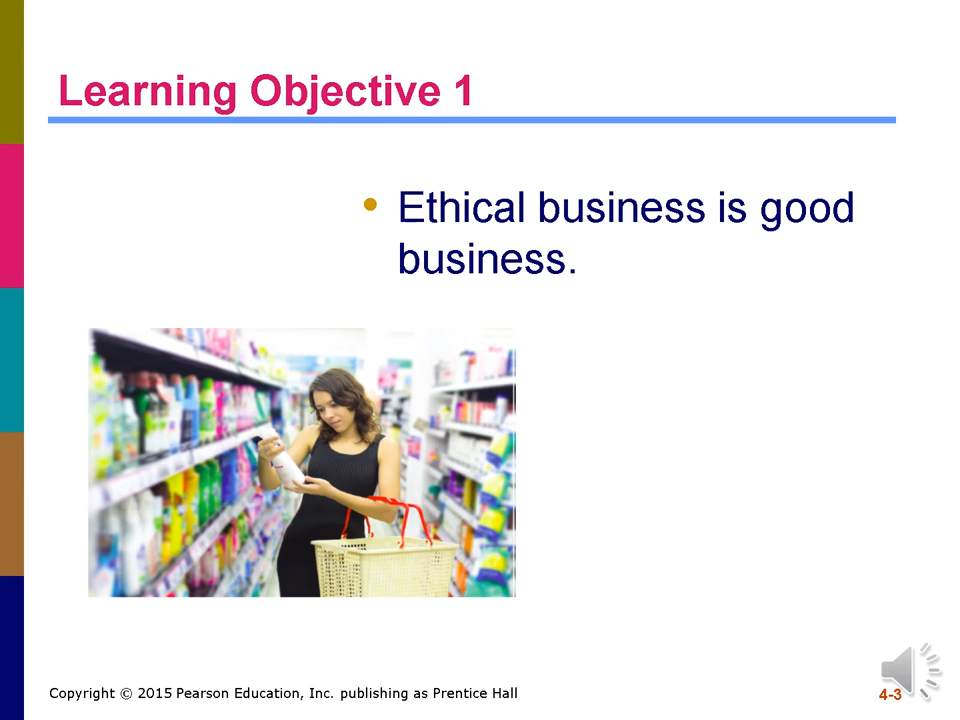 Learning Objective 1
• Ethical business is good
business.
Copyright © 2015 Pearson Education, Inc. publishing as Prentice Hall
4-3